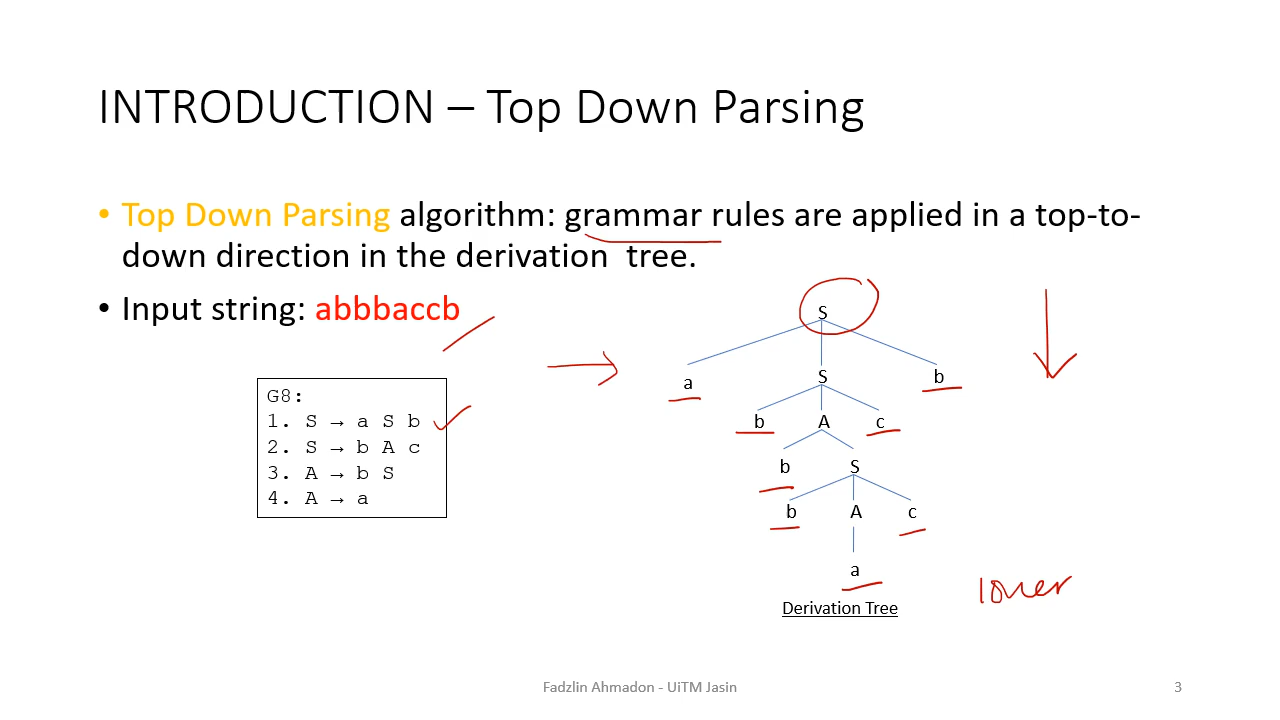 INTRODUCTION – Top Down Parsing
• Top Down Parsing algorithm: grammar rules are applied in a top-to-
down direction in the derivation tree.
• Input string: abbbaccb
G8:
1. S → a S b
2. S → b A c
3. A → b S
4. A → a
S
a S b
b A c
b S
b A c
a
Derivation Tree
Fadzlin Ahmadon - UiTM Jasin
3